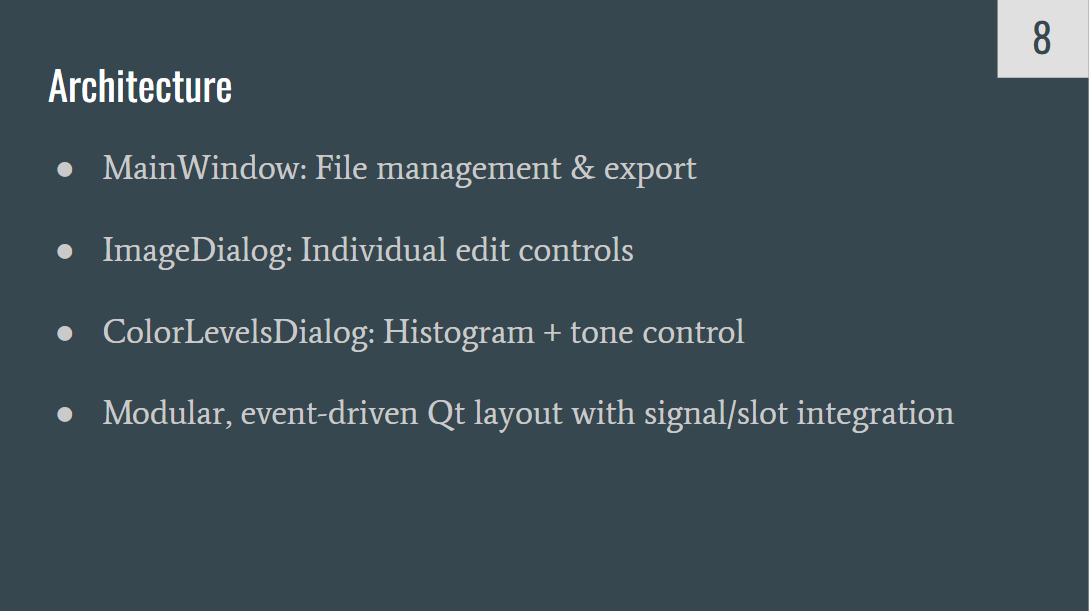 8
Architecture
● MainWindow: File management & export
● ImageDialog: Individual edit controls
● ColorLevelsDialog: Histogram + tone control
● Modular, event-driven Qt layout with signal/slot integration